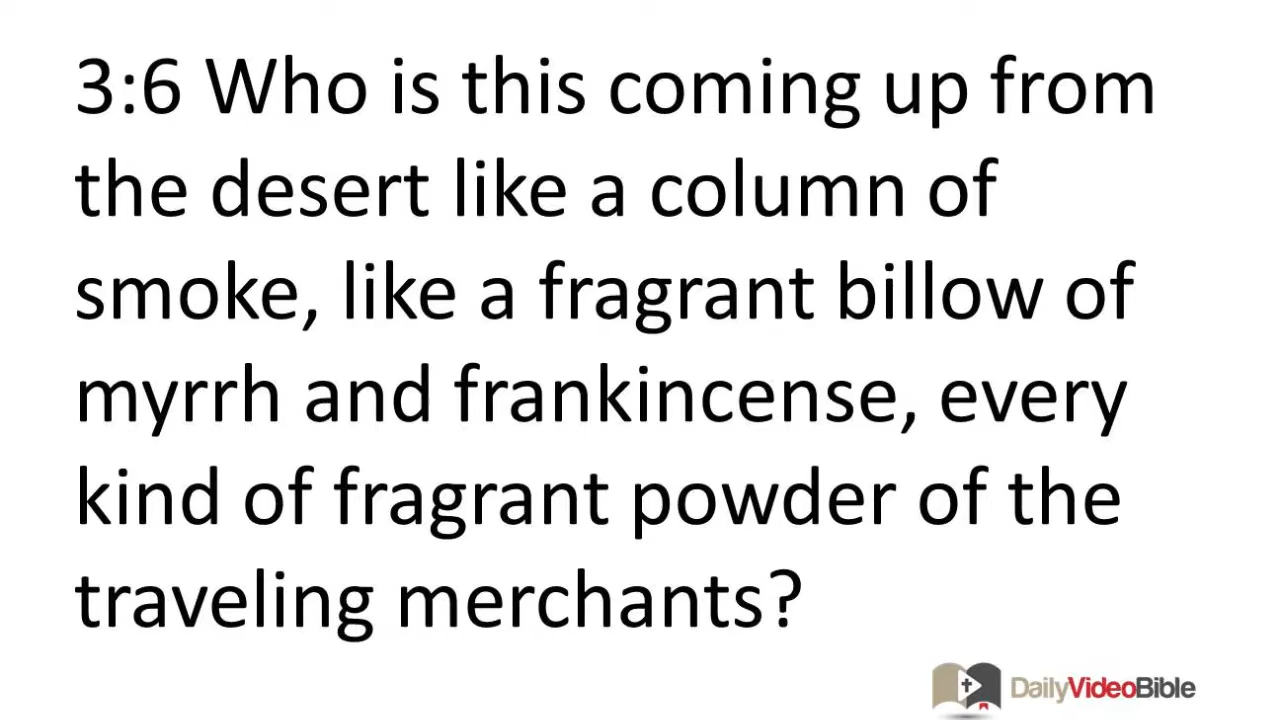 3:6 Who is this coming up from
the desert like a column of
smoke, like a fragrant billow of
myrrh and frankincense, every
kind of fragrant powder of the
traveling merchants?
DailyVideoBible